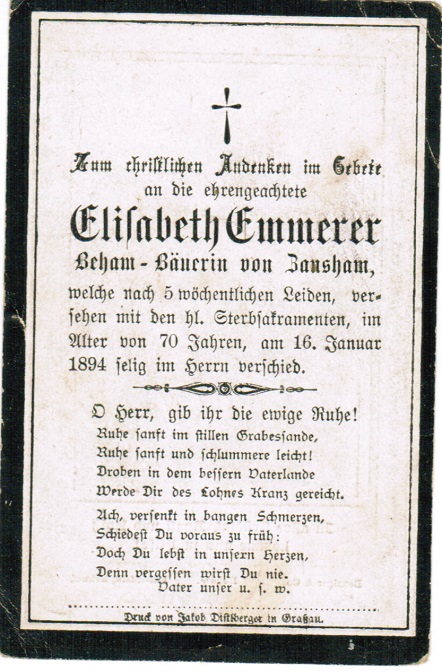 Zum christlichen Andenken im Gebete
an die ehrengeachtete
Elisabeth Emmerer
Beham-Bäuerin von Zausham,
welche nach 5 wöchentlichen Leiden, ver-
sehen mit den hl. Sterbsakramenten, im
Alter von 70 Jahren, am 16. Januar
1894 selig im Herrn verschied.
O Herr, gib ihr die ewige Ruhe!
Ruhe sanft im stillen Grabessande,
Ruhe sanft und schlummere leicht!
Droben in dem bessern Vaterlande
Werde Dir des Lohnes Kranz gereicht.
Ach, versenkt in bangen Schmerzen,
Schiedest Du voraus zu früh:
Doch Du lebst in unsern Herzen,
Denn vergessen wirst Du nie.
Vater unser u. s. w.
Druck von Jakob Distlberger in Graßau.